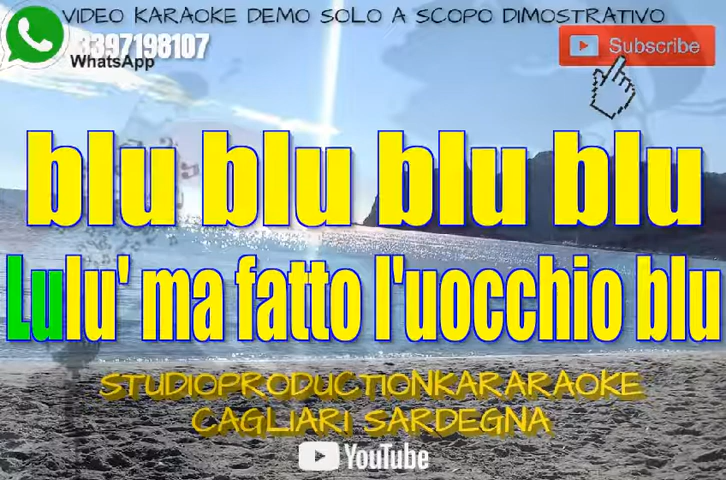 VIDEO KARAOKE DEMO SOLO A SCOPO DIMOSTRATIVO
3397198107
WhatsApp
Subscribe
blu blu blu blu
Lulu' ma fatto l'uocchio blu
STUDIOPRODUCTIONKARARAOKE
CAGLIARI SARDEGNA
YouTube